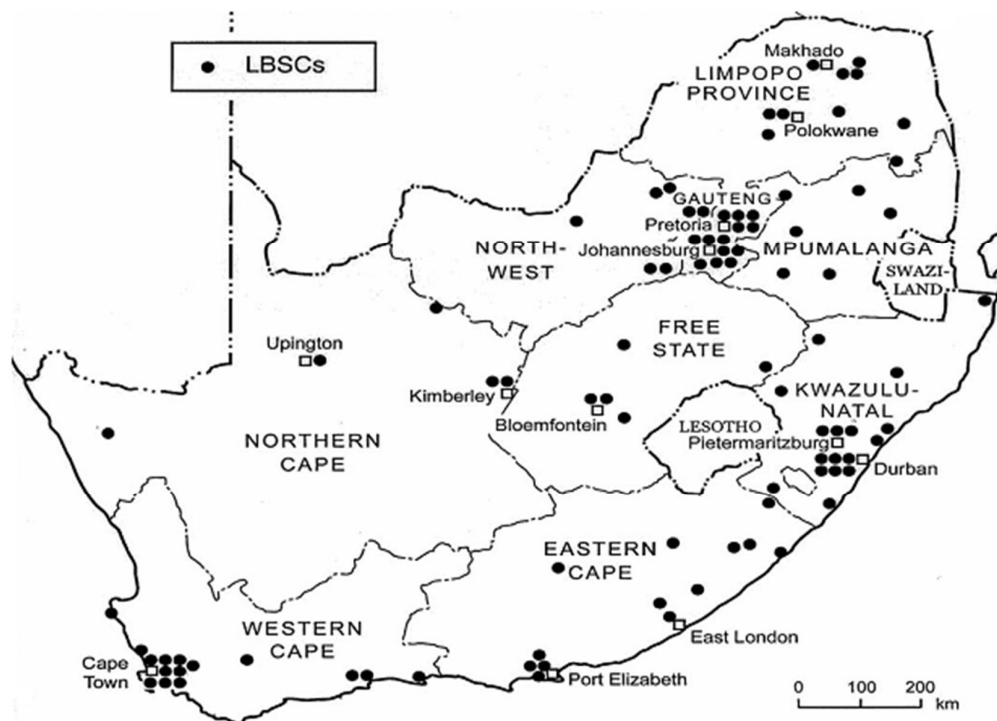 LBSCs
Makhado
LIMPOPO
PROVINCE
Polokwane
GAUTENG
Pretoria
Johannesburg
NORTH-
WEST
MPUMALANGA
SWAZI-
LAND
FREE
STATE
Upington
Kimberley
Bloemfontein
KWAZULU-
NATAL
LESOTHO
Pietermaritzburg
Durban
NORTHERN
CAPE
EASTERN
CAPE
WESTERN
CAPE
East London
Cape
Town
Port Elizabeth
0 100 200
km